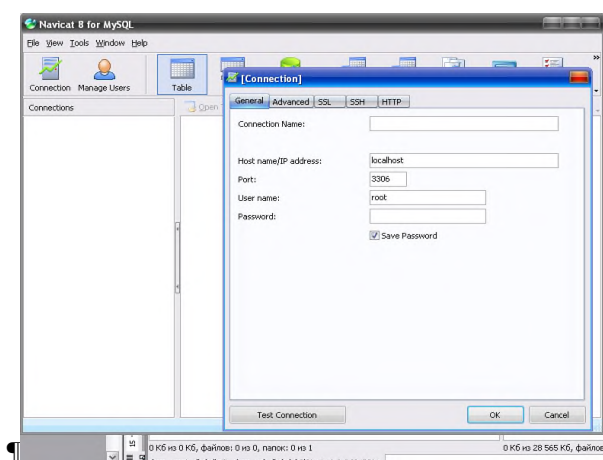 Navicat 8 for MySQL
File View Tools Window Help
Connection Manage Users Table
Connections
Open
[Connection]
General Advanced SSL SSH HTTP
Connection Name:
Host name/IP address: localhost
Port: 3306
User name: root
Password:
Save Password
Test Connection OK Cancel
¶
0 Кб из 0 Кб, файлов: 0 из 0, папок: 0 из 1 0 Кб из 28 565 Кб, файлов